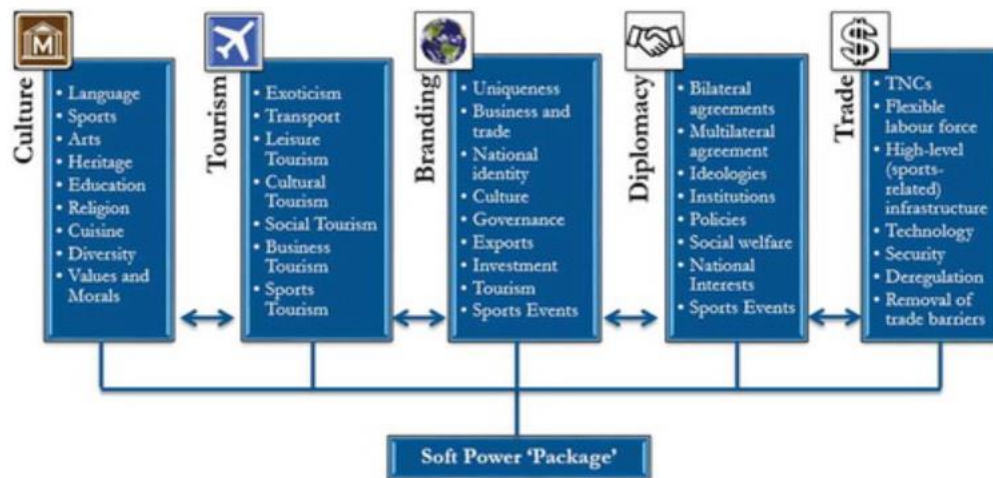 M
Culture
• Language
• Sports
• Arts
• Heritage
• Education
• Religion
• Cuisine
• Diversity
• Values and
Morals
Tourism
• Exoticism
• Transport
• Leisure
Tourism
• Cultural
Tourism
• Social Tourism
• Business
Tourism
• Sports
Tourism
Branding
• Uniqueness
• Business and
trade
• National
identity
• Culture
• Governance
• Exports
• Investment
• Tourism
• Sports Events
Diplomacy
• Bilateral
agreements
• Multilateral
agreement
• Ideologies
• Institutions
• Policies
• Social welfare
• National
Interests
• Sports Events
$
Trade
• TNCs
• Flexible
labour force
• High-level
(sports-
related)
infrastructure
• Technology
• Security
• Deregulation
• Removal of
trade barriers
Soft Power ‘Package’